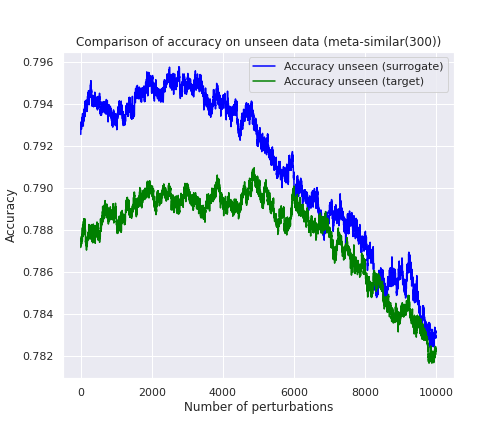 Comparison of accuracy on unseen data (meta-similar(300))
Accuracy unseen (surrogate)
Accuracy unseen (target)
Accuracy
0.796
0.794
0.792
0.790
0.788
0.786
0.784
0.782
0
2000
4000
6000
8000
10000
Number of perturbations